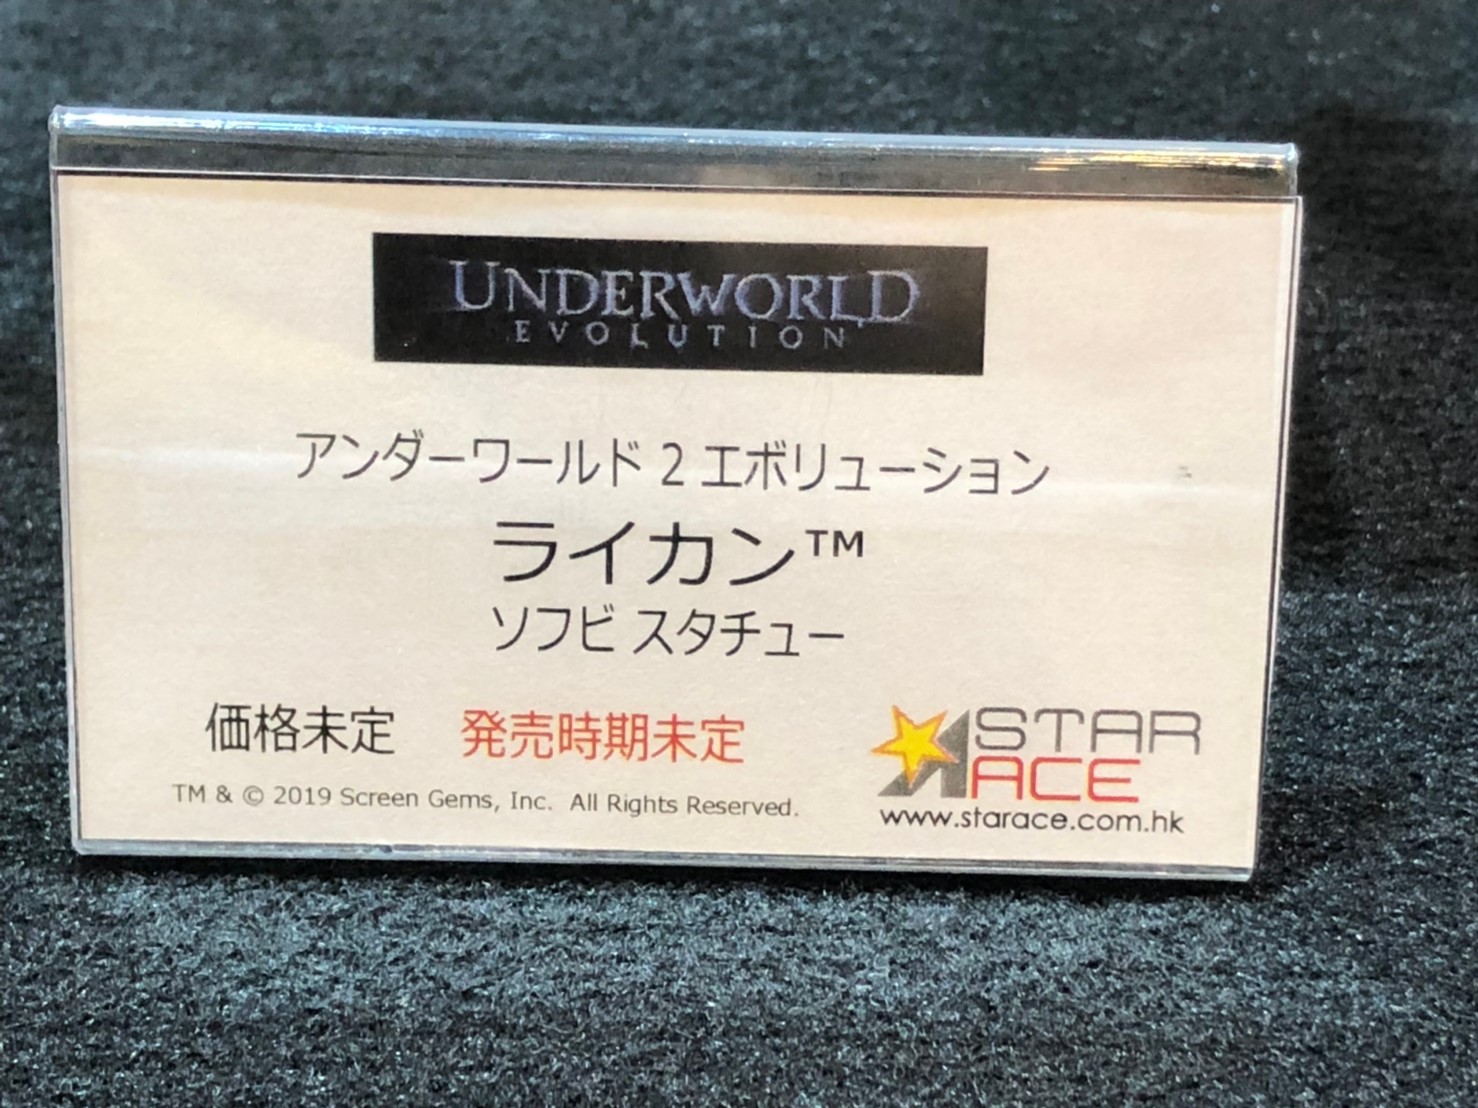 UNDERWORLD
EVOLUTION
アンダーワールド 2 エボリューション
ライカン™
ソフビ スタチュー
価格未定 発売時期未定
TM & © 2019 Screen Gems, Inc. All Rights Reserved.
STAR
ACE
www.starace.com.hk